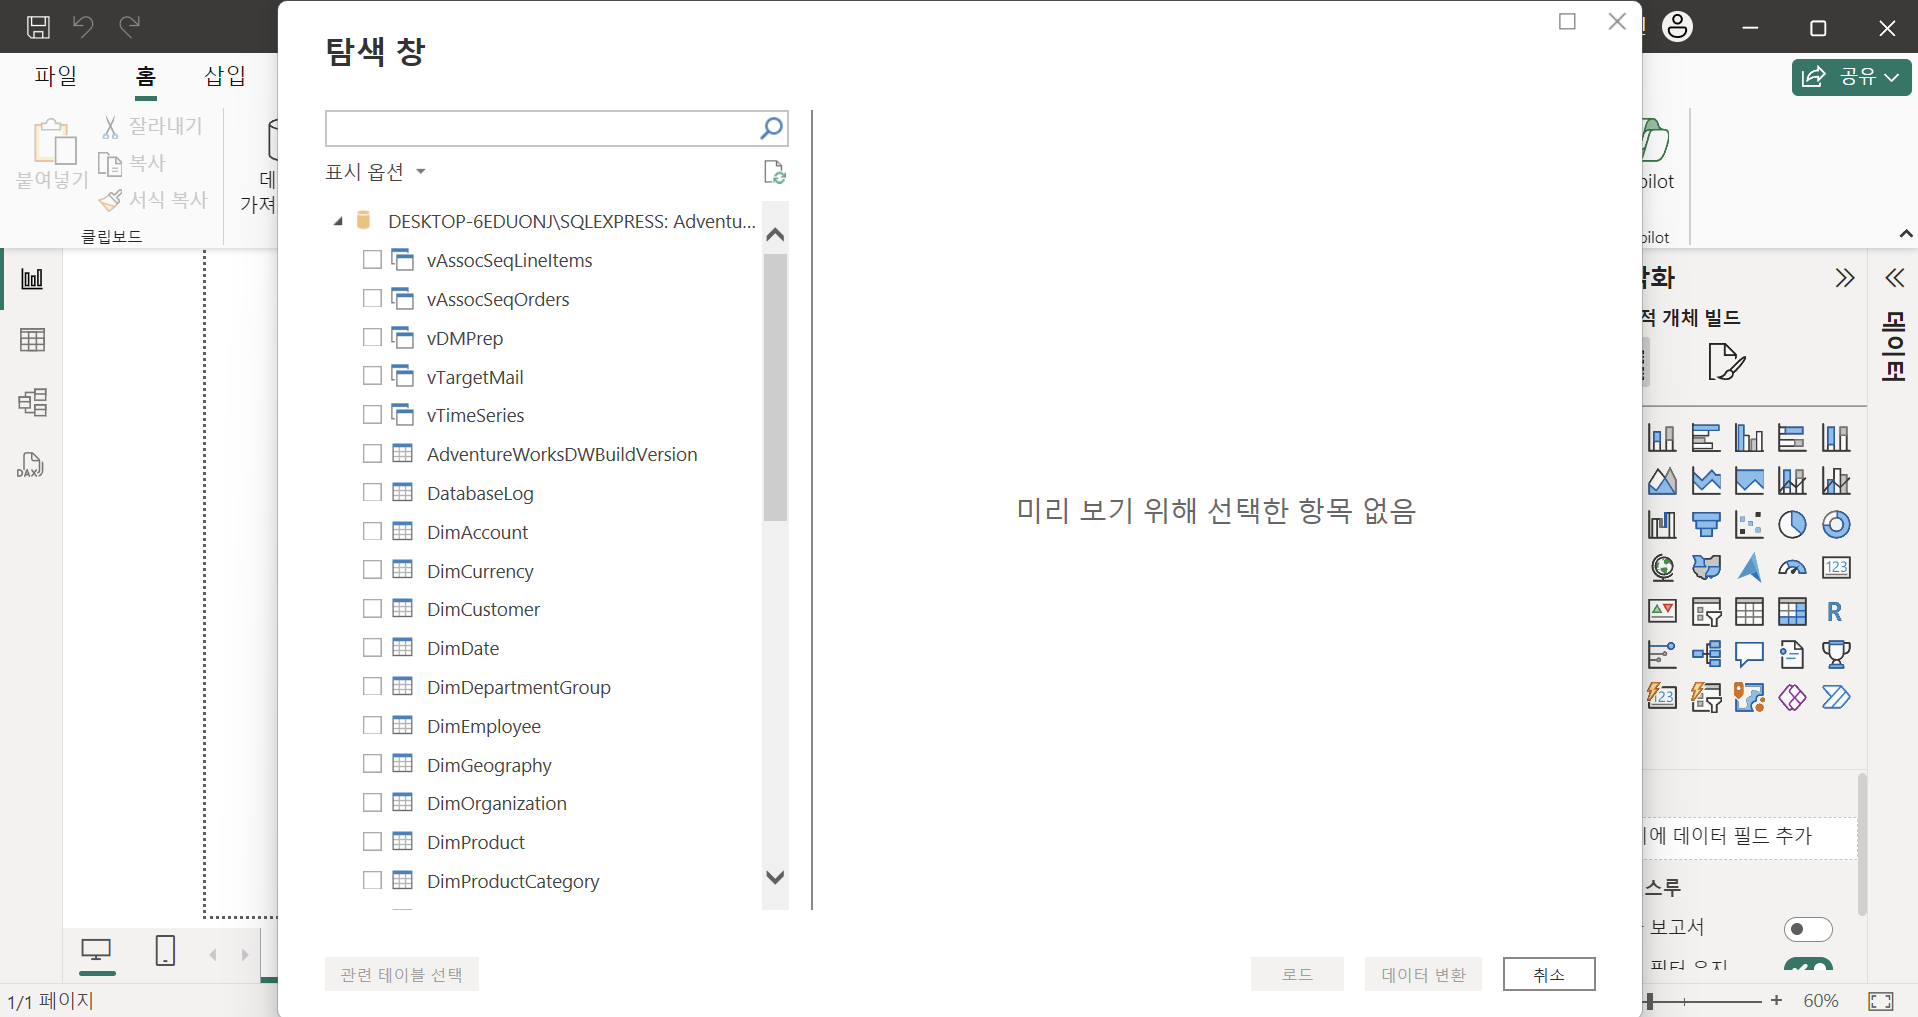 파일
홈
삽입
붙여넣기
잘라내기
복사
서식 복사
클립보드
데
가져
탐색 창
표시 옵션
DESKTOP-6EDUONJ\SQLEXPRESS: Adventu...
vAssocSeqLineItems
vAssocSeqOrders
vDMPrep
vTargetMail
vTimeSeries
AdventureWorksDWBuildVersion
DatabaseLog
DimAccount
DimCurrency
DimCustomer
DimDate
DimDepartmentGroup
DimEmployee
DimGeography
DimOrganization
DimProduct
DimProductCategory
미리 보기 위해 선택한 항목 없음
관련 테이블 선택
로드
데이터 변환
취소
공유
pilot
pilot
화
적 개체 빌드
데이터
123
R
123
에 데이터 필드 추가
스루
보고서
필터 유지
DAX
1/1 페이지
60%